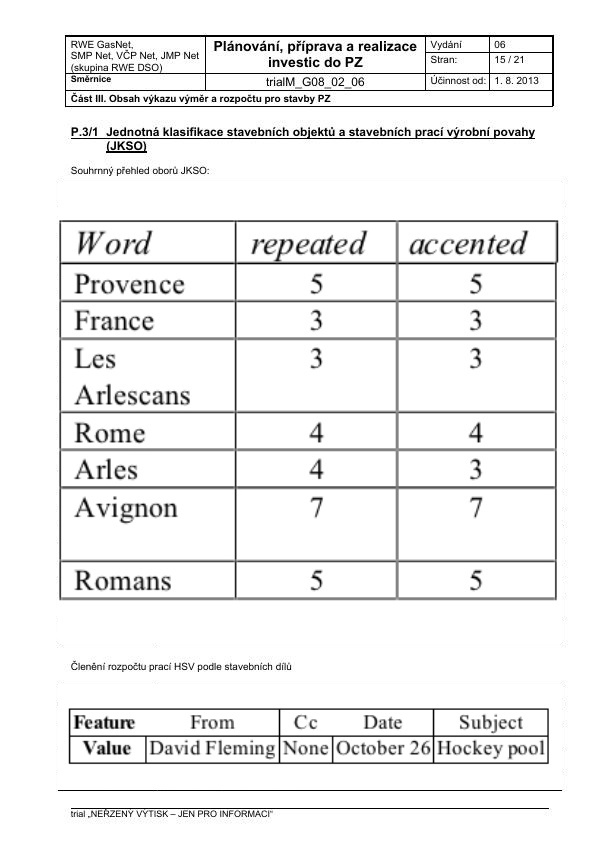 RWE GasNet,
SMP Net, VČP Net, JMP Net
(skupina RWE DSO)
Plánování, příprava a realizace
investic do PZ
Vydání 06
Stran: 15 / 21
Směrnice
trialM_G08_02_06
Účinnost od: 1. 8. 2013
Část III. Obsah výkazu výměr a rozpočtu pro stavby PZ
P.3/1 Jednotná klasifikace stavebních objektů a stavebních prací výrobní povahy
(JKSO)
Souhrnný přehled oborů JKSO:
Word repeated accented
Provence 5 5
France 3 3
Les 3 3
Arlescans
Rome 4 4
Arles 4 3
Avignon 7 7
Romans 5 5
Členění rozpočtu prací HSV podle stavebních dílů
Feature From Cc Date Subject
Value David Fleming None October 26 Hockey pool
trial „NEŘZENÝ VÝTISK – JEN PRO INFORMACI“